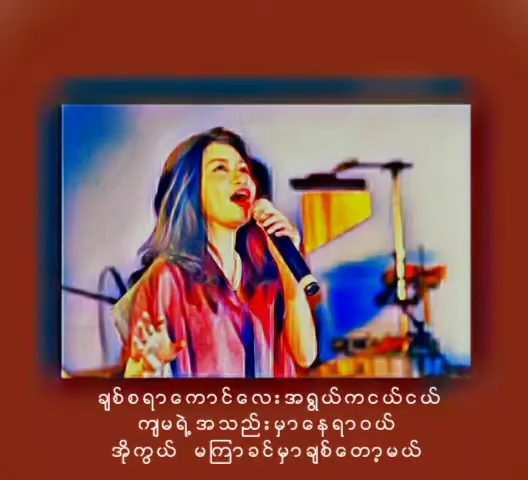 ချစ်စရာကောင်လေးအရွယ်ကငယ်ငယ်
ကျမရဲ့အသည်းမှာနေရာဝယ်
အိုကွယ် မကြာခင်မှာချစ်တော့မယ်